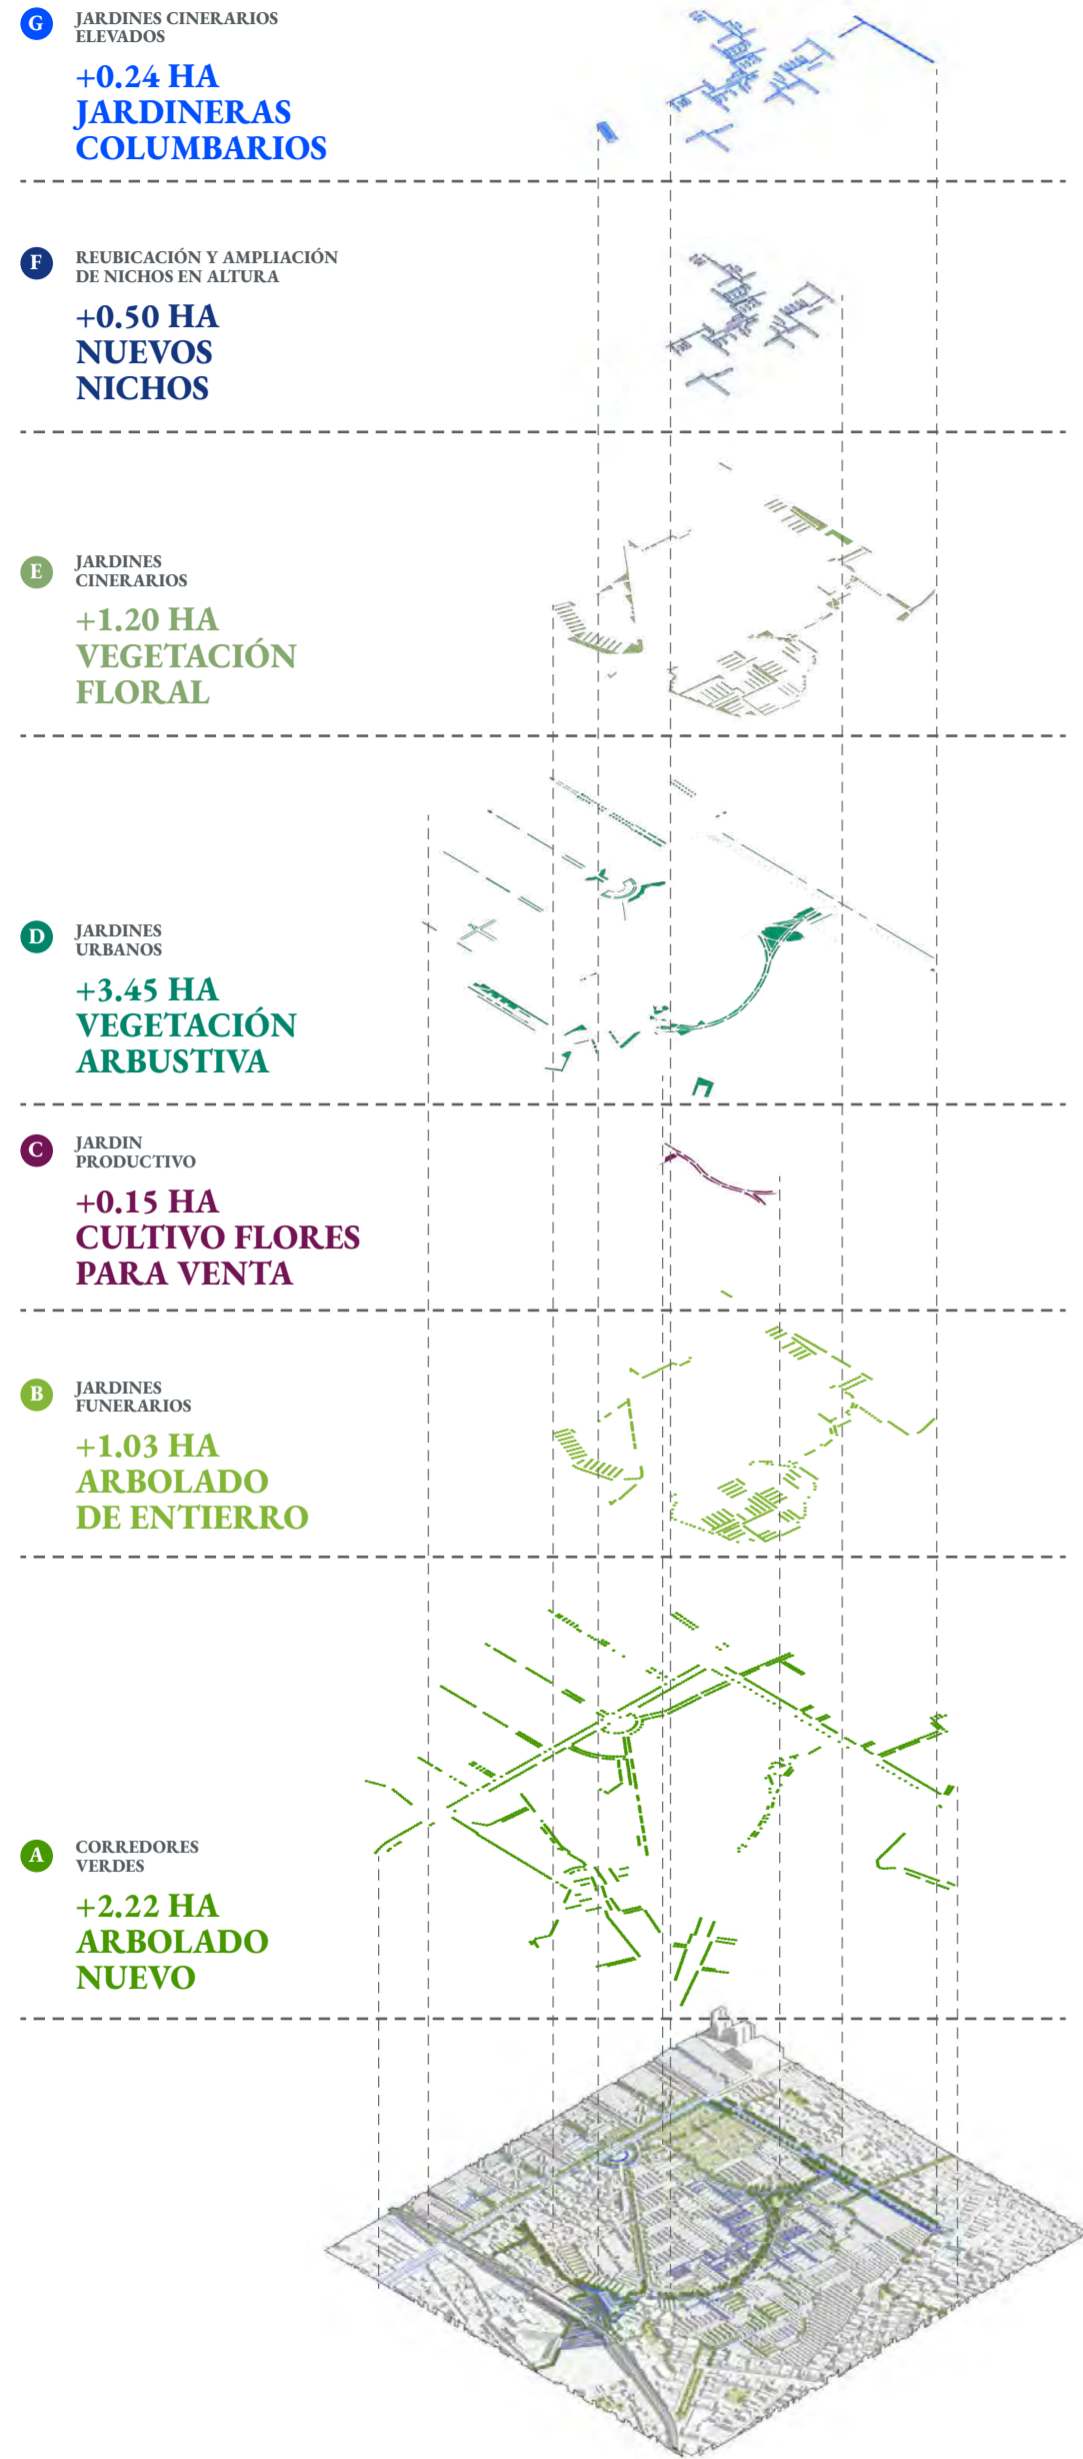 G
JARDINES CINERARIOS
ELEVADOS
+0.24 HA
JARDINERAS
COLUMBARIOS
F
REUBICACIÓN Y AMPLIACIÓN
DE NICHOS EN ALTURA
+0.50 HA
NUEVOS
NICHOS
E
JARDINES
CINERARIOS
+1.20 HA
VEGETACIÓN
FLORAL
D
JARDINES
URBANOS
+3.45 HA
VEGETACIÓN
ARBUSTIVA
C
JARDIN
PRODUCTIVO
+0.15 HA
CULTIVO FLORES
PARA VENTA
B
JARDINES
FUNERARIOS
+1.03 HA
ARBOLADO
DE ENTIERRO
A
CORREDORES
VERDES
+2.22 HA
ARBOLADO
NUEVO